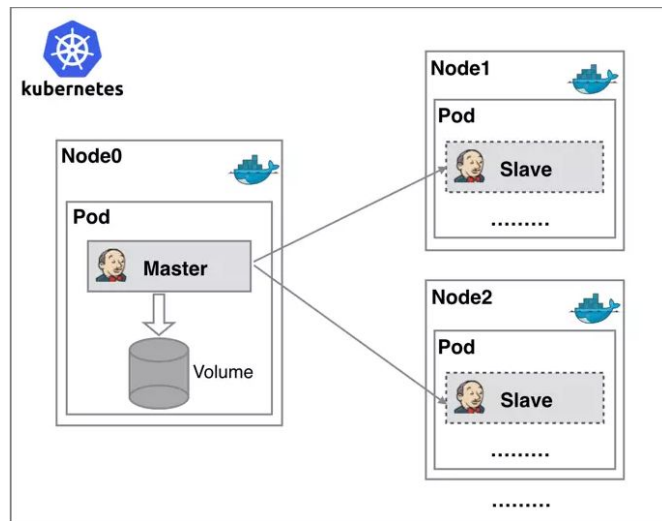 kubernetes
Node0
Pod
Master
Volume
Node1
Pod
Slave
.........
Node2
Pod
Slave
.........
.........